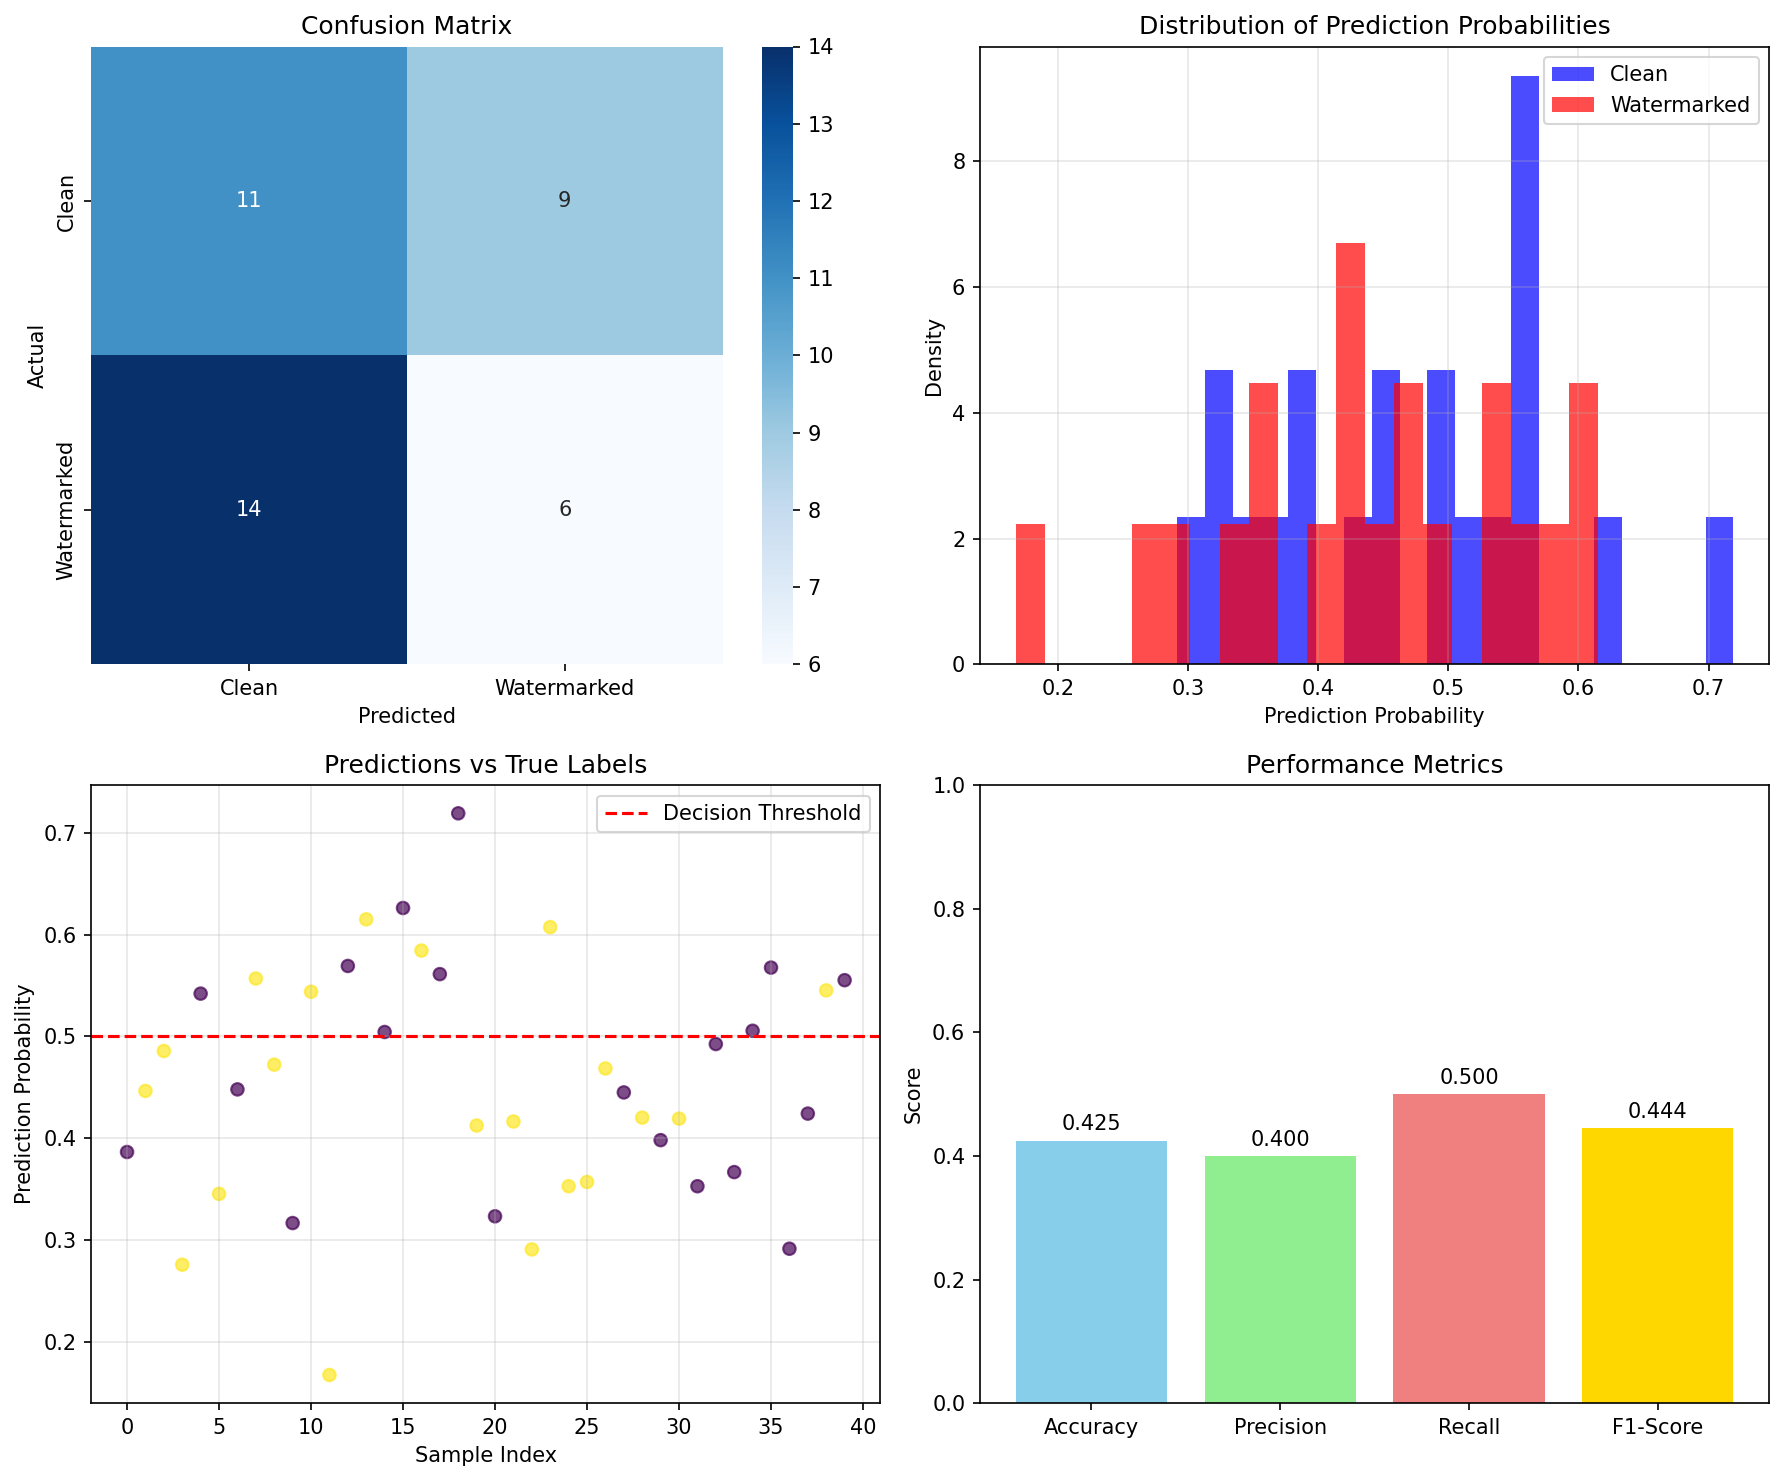 Confusion Matrix
Clean
Watermarked
Actual
11
9
14
6
Clean
Watermarked
Predicted
14
13
12
11
10
9
8
7
6
Distribution of Prediction Probabilities
Clean
Watermarked
Density
8
6
4
2
0
0.2
0.3
0.4
0.5
0.6
0.7
Prediction Probability
Predictions vs True Labels
Decision Threshold
Prediction Probability
0.7
0.6
0.5
0.4
0.3
0.2
0
5
10
15
20
25
30
35
40
Sample Index
Performance Metrics
Score
1.0
0.8
0.6
0.4
0.2
0.0
0.425
0.400
0.500
0.444
Accuracy
Precision
Recall
F1-Score